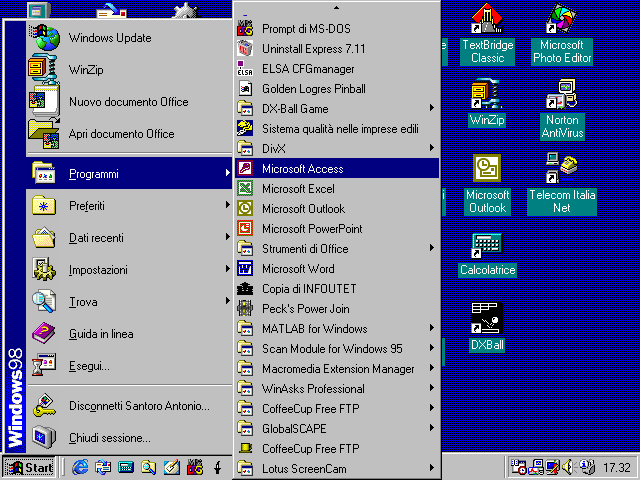 Windows Update
WinZip
Nuovo documento Office
Apri documento Office
Programmi
Preferiti
Dati recenti
Impostazioni
Trova
Guida in linea
Esegui...
Disconnetti Santoro Antonio...
Chiudi sessione...
Windows98
Prompt di MS-DOS
Uninstall Express 7.11
ELSA CFGmanager
Golden Logres Pinball
DX-Ball Game
Sistema qualità nelle imprese edili
DivX
Microsoft Access
Microsoft Excel
Microsoft Outlook
Microsoft PowerPoint
Strumenti di Office
Microsoft Word
Copia di INFOUTET
Peck's Power Join
MATLAB for Windows
Scan Module for Windows 95
Macromedia Extension Manager
WinAsks Professional
CoffeeCup Free FTP
GlobalSCAPE
CoffeeCup Free FTP
Lotus ScreenCam
TextBridge
Classic
Microsoft
Photo Editor
WinZip
Norton
AntiVirus
Microsoft
Outlook
Telecom Italia
Net
Calcolatrice
DXBall
Start
17.32